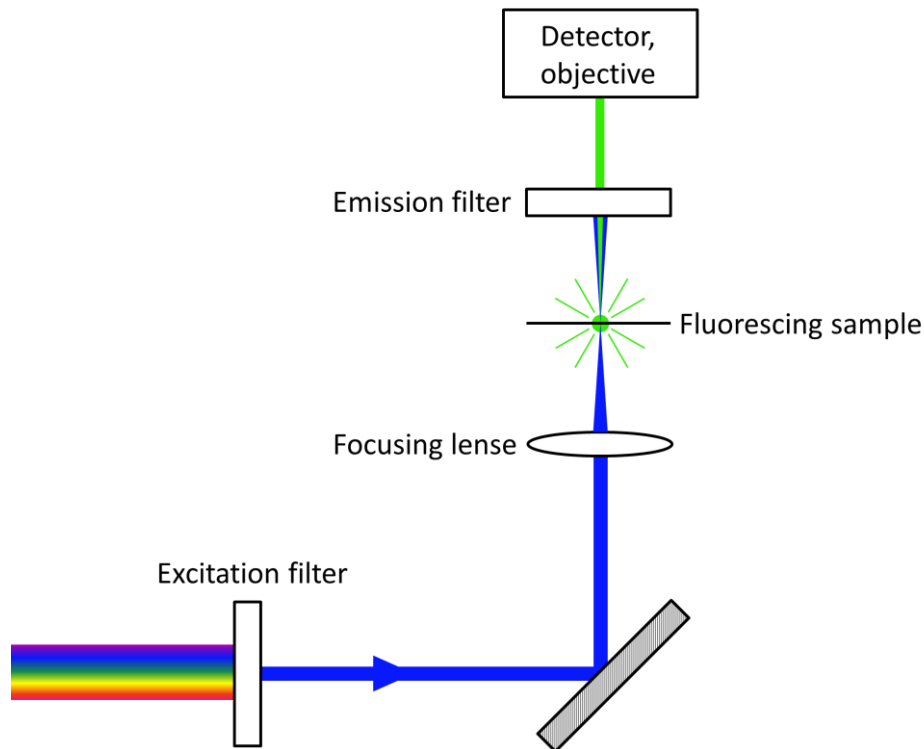 Detector,
objective
Emission filter
Fluorescing sample
Focusing lense
Excitation filter